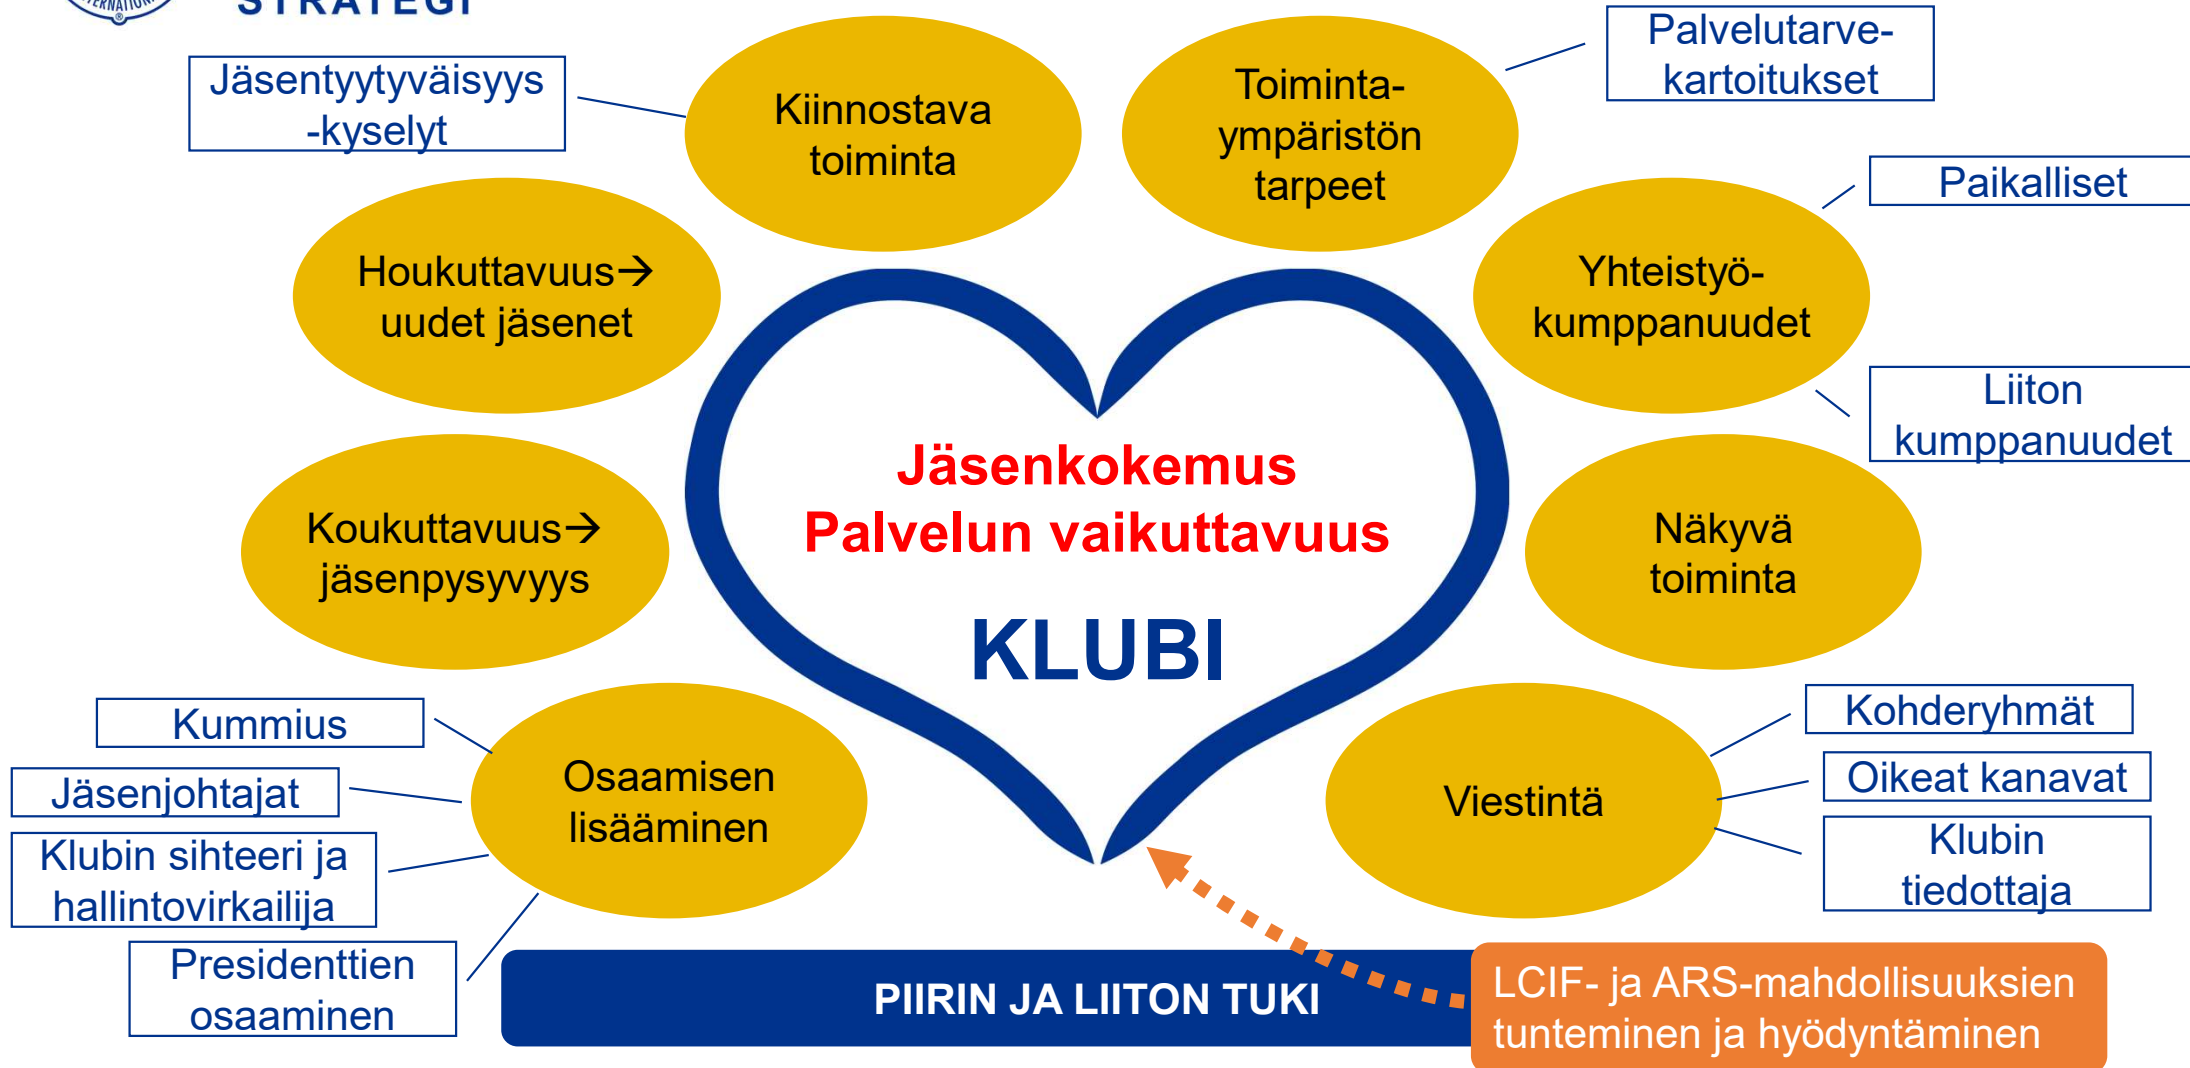 INTERNATIONAL
®
STRATEGI
Jäsentyytyväisyys
-kyselyt
Kiinnostava
toiminta
Toiminta-
ympäristön
tarpeet
Palvelutarve-
kartoitukset
Paikalliset
Houkuttavuus→
uudet jäsenet
Yhteistyö-
kumppanuudet
Liiton
kumppanuudet
Jäsenkokemus
Palvelun vaikuttavuus
KLUBI
Koukuttavuus→
jäsenpysyvyys
Näkyvä
toiminta
Kummius
Jäsenjohtajat
Klubin sihteeri ja
hallintovirkailija
Presidenttien
osaaminen
Osaamisen
lisääminen
Viestintä
Kohderyhmät
Oikeat kanavat
Klubin
tiedottaja
PIIRIN JA LIITON TUKI
LCIF- ja ARS-mahdollisuuksien
tunteminen ja hyödyntäminen